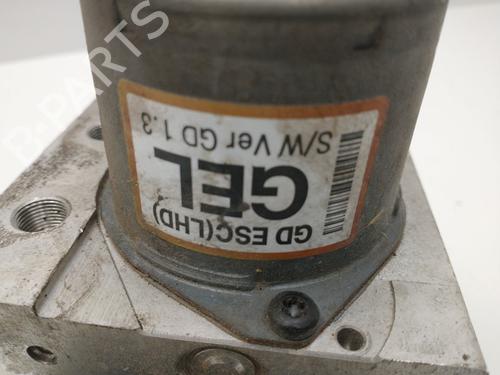 GD ESC(LHD)
GEL
S/W Ver GD 1.3
B-PARTS